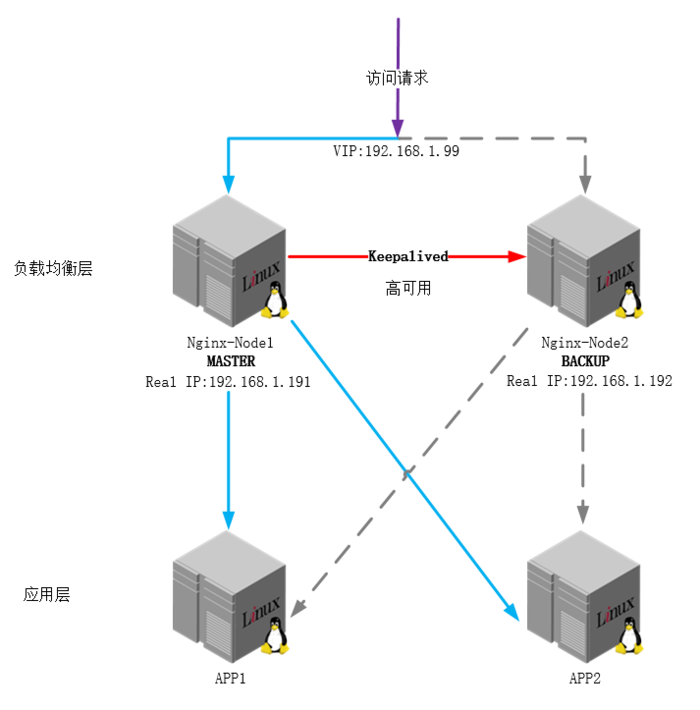 访问请求
VIP:192.168.1.99
负载均衡层
Linux
Keepalived
高可用
Linux
Nginx-Node1
MASTER
Real IP:192.168.1.191
Nginx-Node2
BACKUP
Real IP:192.168.1.192
应用层
Linux
Linux
APP1
APP2